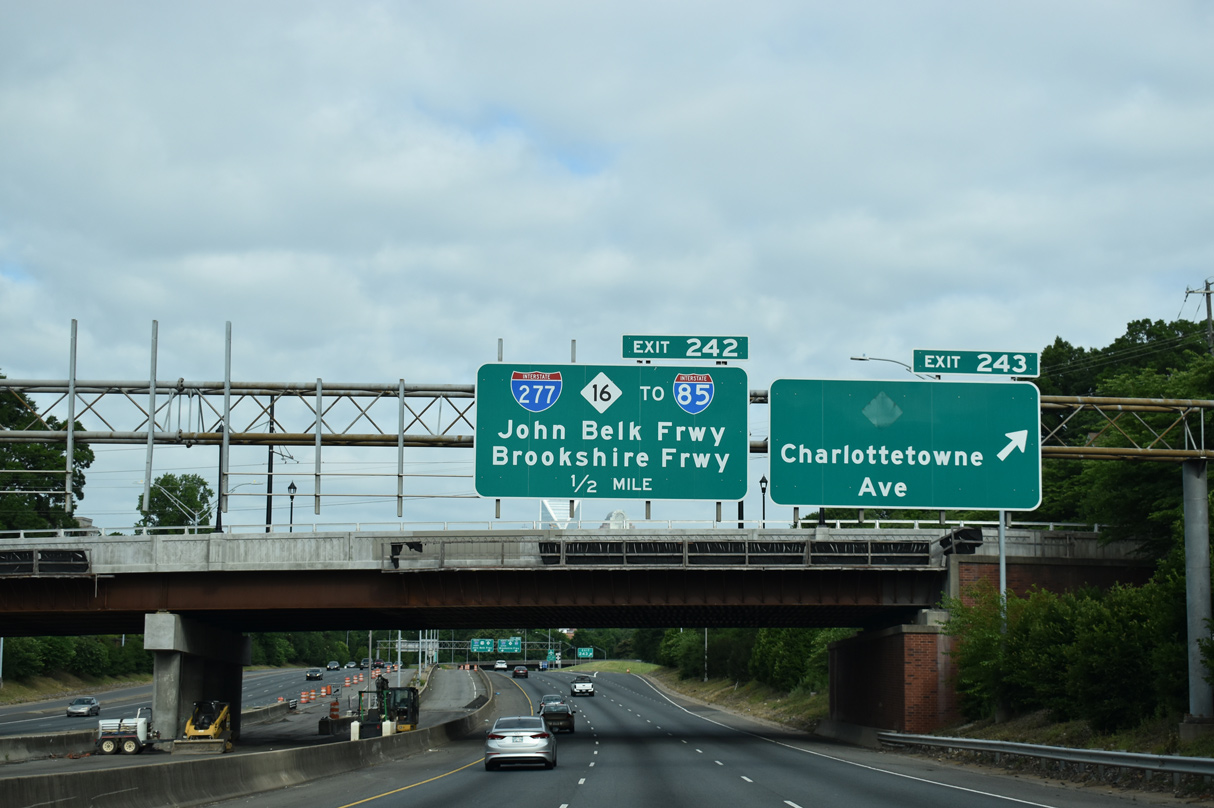 EXIT 242
INTERSTATE 277 16 TO INTERSTATE 85
John Belk Frwy
Brookshire Frwy
1/2 MILE
EXIT 243
Charlottetowne
Ave